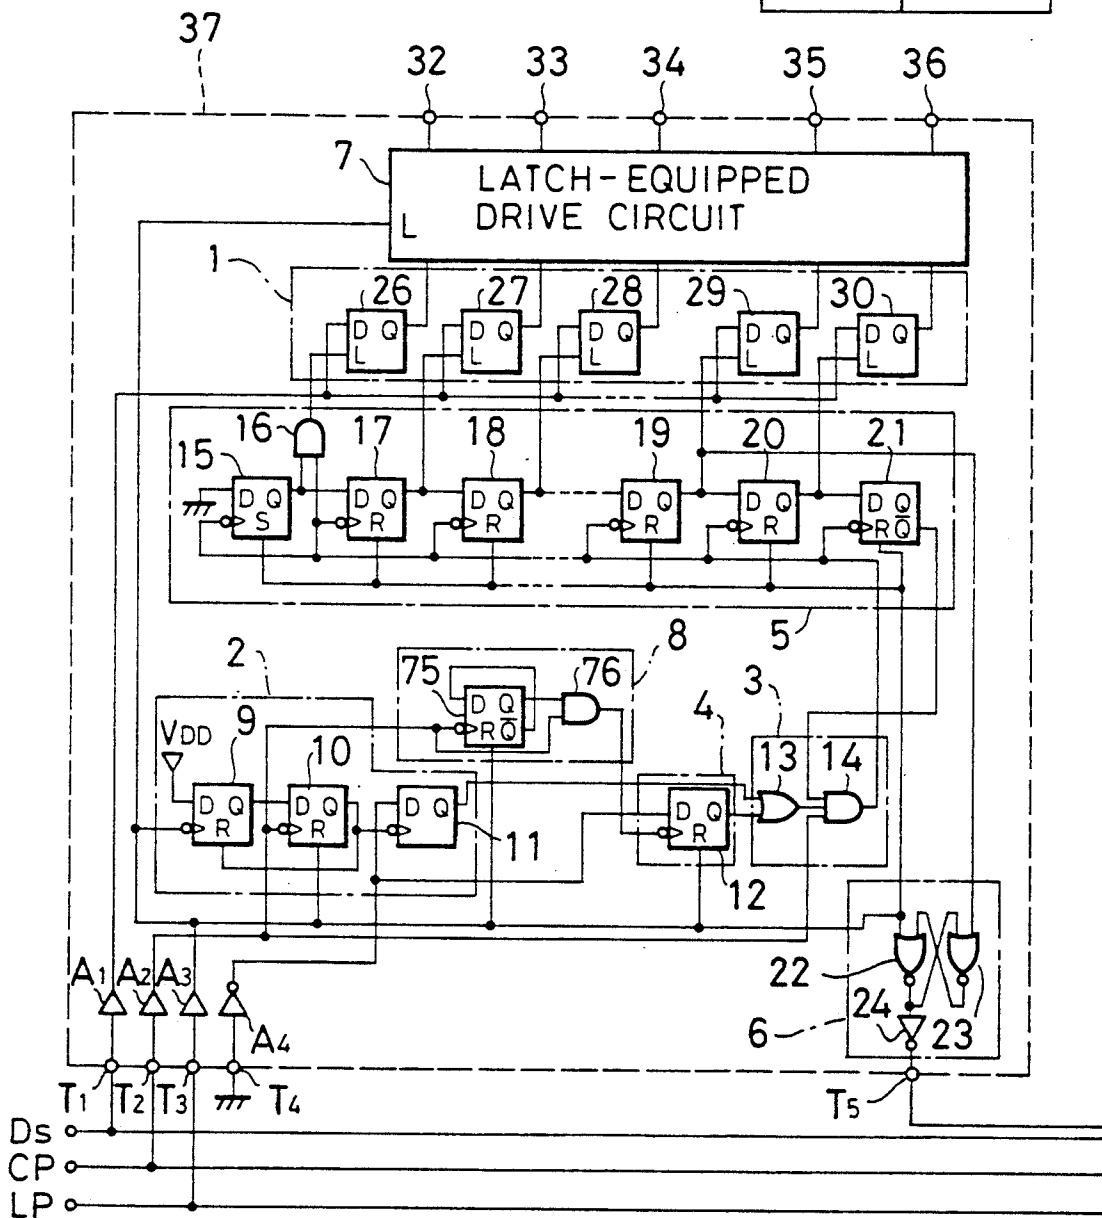 37
32 33 34 35 36
7
LATCH-EQUIPPED
DRIVE CIRCUIT
L
1
26 27 28 29 30
D Q D Q D Q D Q D Q
L L L L L
16 17 18 19 20 21
15
D Q D Q D Q D Q D Q D Q
S R R R R R Q̅
5
2 75 76 8
D Q
R Q̅
4 3
VDD 9 10 13 14
D Q D Q D Q D Q
R R R
11 12
22 23
24
6
A1 A2 A3 A4
T1 T2 T3 T4 T5
Ds
CP
LP